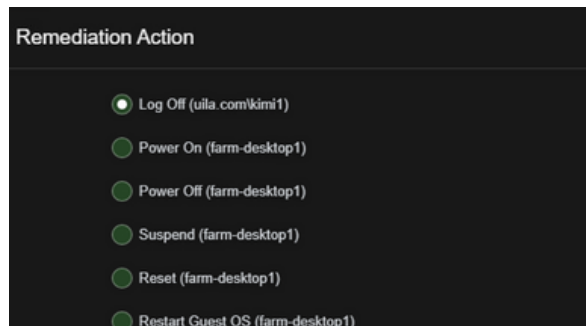 Remediation Action
Log Off (uila.com\kimi1)
Power On (farm-desktop1)
Power Off (farm-desktop1)
Suspend (farm-desktop1)
Reset (farm-desktop1)
Restart Guest OS (farm-desktop1)